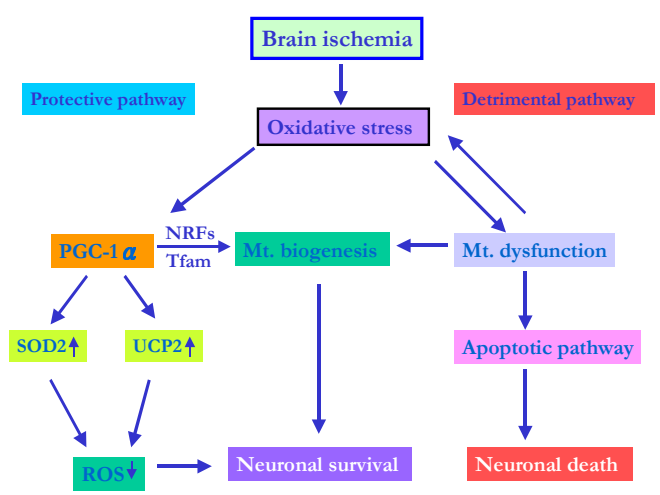 Brain ischemia
Protective pathway
Detrimental pathway
Oxidative stress
NRFs
PGC-1α
Tfam
Mt. biogenesis
Mt. dysfunction
SOD2
UCP2
Apoptotic pathway
ROS
Neuronal survival
Neuronal death